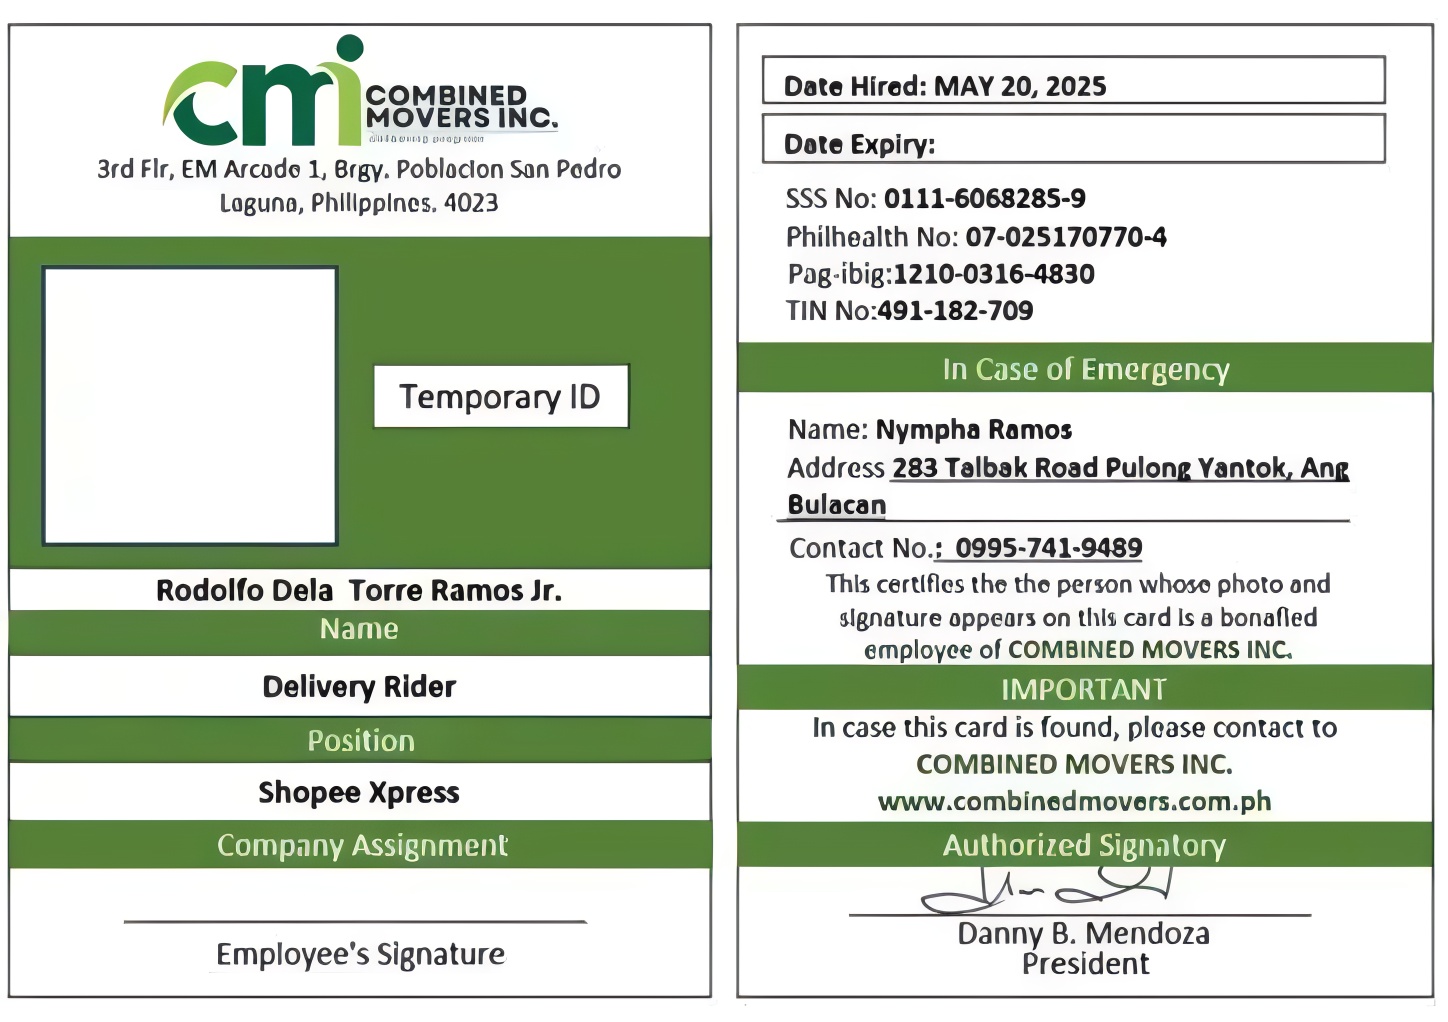 cmi
COMBINED
MOVERS INC.
3rd Flr, EM Arcade 1, Brgy. Poblacion San Pedro
Laguna, Philippines. 4023
Temporary ID
Rodolfo Dela Torre Ramos Jr.
Name
Delivery Rider
Position
Shopee Xpress
Company Assignment
Employee's Signature
Date Hired: MAY 20, 2025
Date Expiry:
SSS No: 0111-6068285-9
Philhealth No: 07-025170770-4
Pag-ibig:1210-0316-4830
TIN No:491-182-709
In Case of Emergency
Name: Nympha Ramos
Address 283 Talbak Road Pulong Yantok, Ang
Bulacan
Contact No.: 0995-741-9489
This certifies the the person whose photo and
signature appears on this card is a bonafied
employee of COMBINED MOVERS INC.
IMPORTANT
In case this card is found, please contact to
COMBINED MOVERS INC.
www.combinedmovers.com.ph
Authorized Signatory
Danny B. Mendoza
President